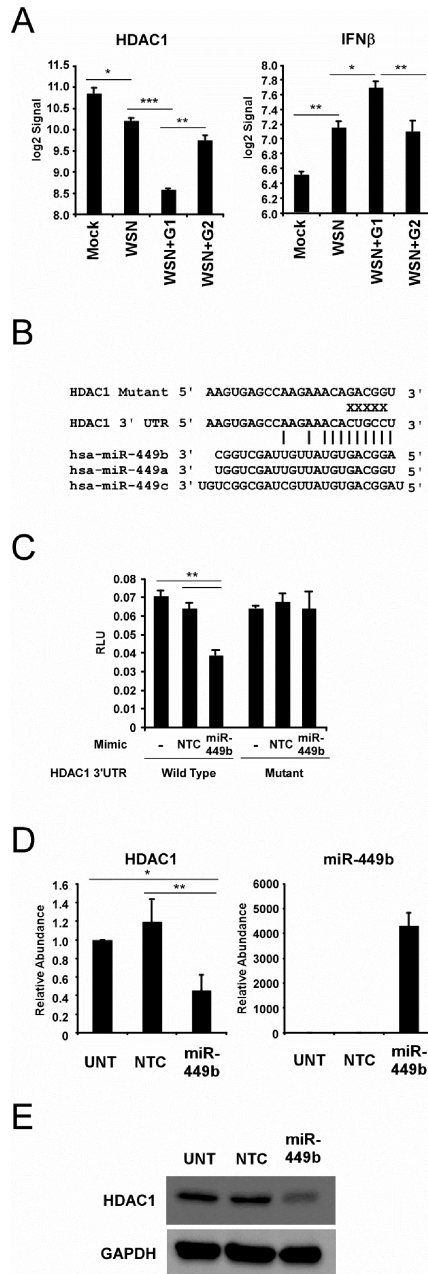 A
HDAC1
IFNβ
*
***
**
**
*
**
log2 Signal
11.5
11.0
10.5
10.0
9.5
9.0
8.5
8.0
Mock
WSN
WSN+G1
WSN+G2
log2 Signal
8.0
7.8
7.6
7.4
7.2
7.0
6.8
6.6
6.4
6.2
6.0
Mock
WSN
WSN+G1
WSN+G2
B
HDAC1 Mutant 5' AAGUGAGCCAAGAAACAGACGGU 3'
XXXXX
HDAC1 3' UTR 5' AAGUGAGCCAAGAAACACUGCCU 3'
hsa-miR-449b 3' CGGUCGAUUGUUAUGUGACGGA 5'
hsa-miR-449a 3' UGGUCGAUUGUUAUGUGACGGU 5'
hsa-miR-449c 3' UGUCGGCGAUCGUUAUGUGACGGAU 5'
C
**
RLU
0.08
0.07
0.06
0.05
0.04
0.03
0.02
0.01
0
Mimic - NTC miR-449b - NTC miR-449b
HDAC1 3'UTR Wild Type Mutant
D
HDAC1
miR-449b
*
**
Relative Abundance
1.6
1.4
1.2
1.0
0.8
0.6
0.4
0.2
0
UNT NTC miR-449b
Relative Abundance
6000
5000
4000
3000
2000
1000
0
UNT NTC miR-449b
E
UNT NTC miR-449b
HDAC1
GAPDH